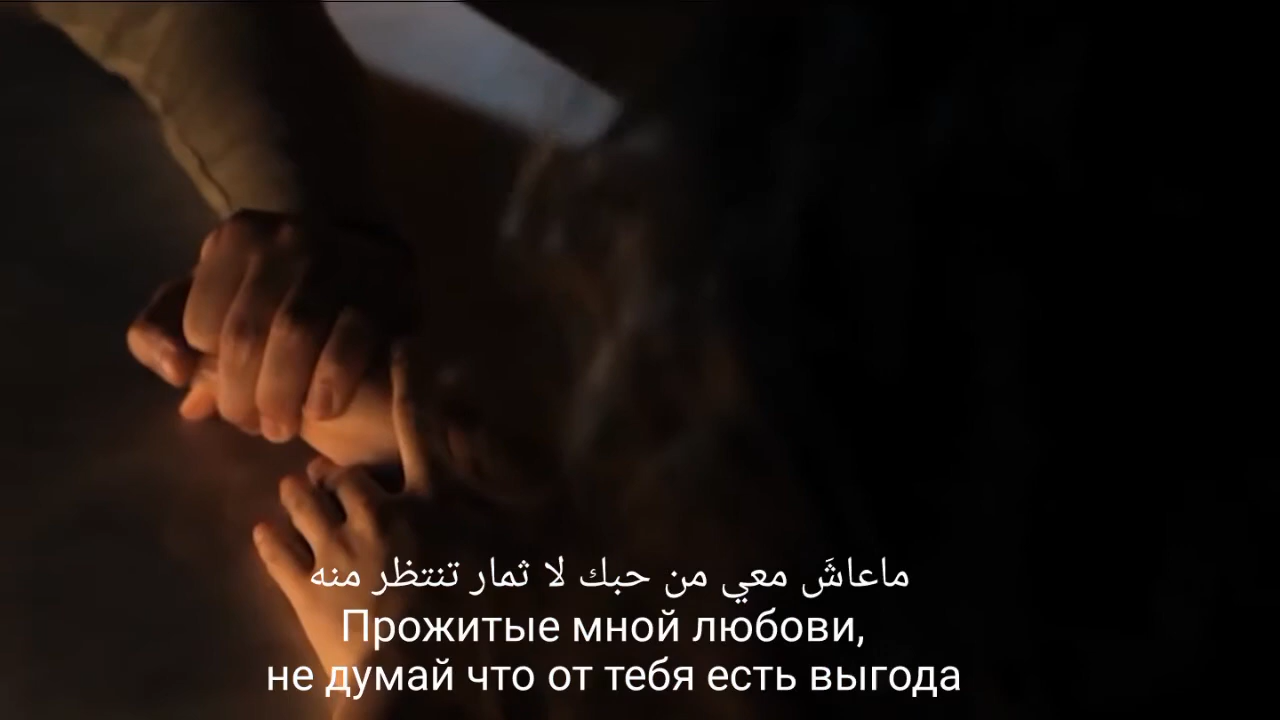 ماعاشَ معي من حبك لا ثمار تنتظر منه
Прожитые мной любови,
не думай что от тебя есть выгода